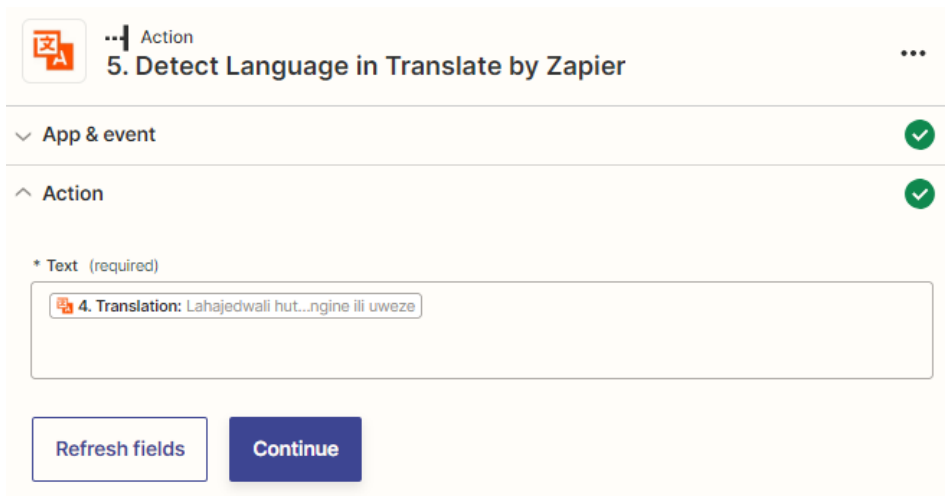 Action
5. Detect Language in Translate by Zapier
App & event
Action
* Text (required)
4. Translation: Lahajedwali hut...ngine ili uweze
Refresh fields
Continue